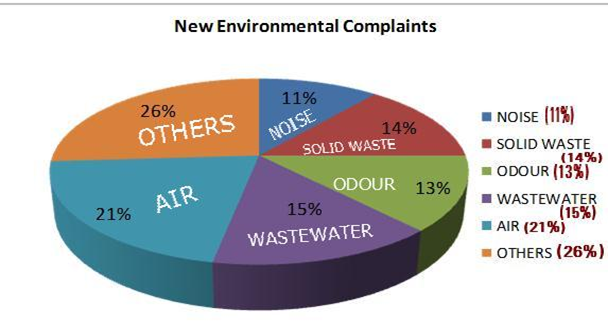 New Environmental Complaints
11%
NOISE
14%
SOLID WASTE
ODOUR
13%
15%
WASTEWATER
21%
AIR
26%
OTHERS
NOISE (11%)
SOLID WASTE
(14%)
ODOUR (13%)
WASTEWATER
(15%)
AIR (21%)
OTHERS (26%)